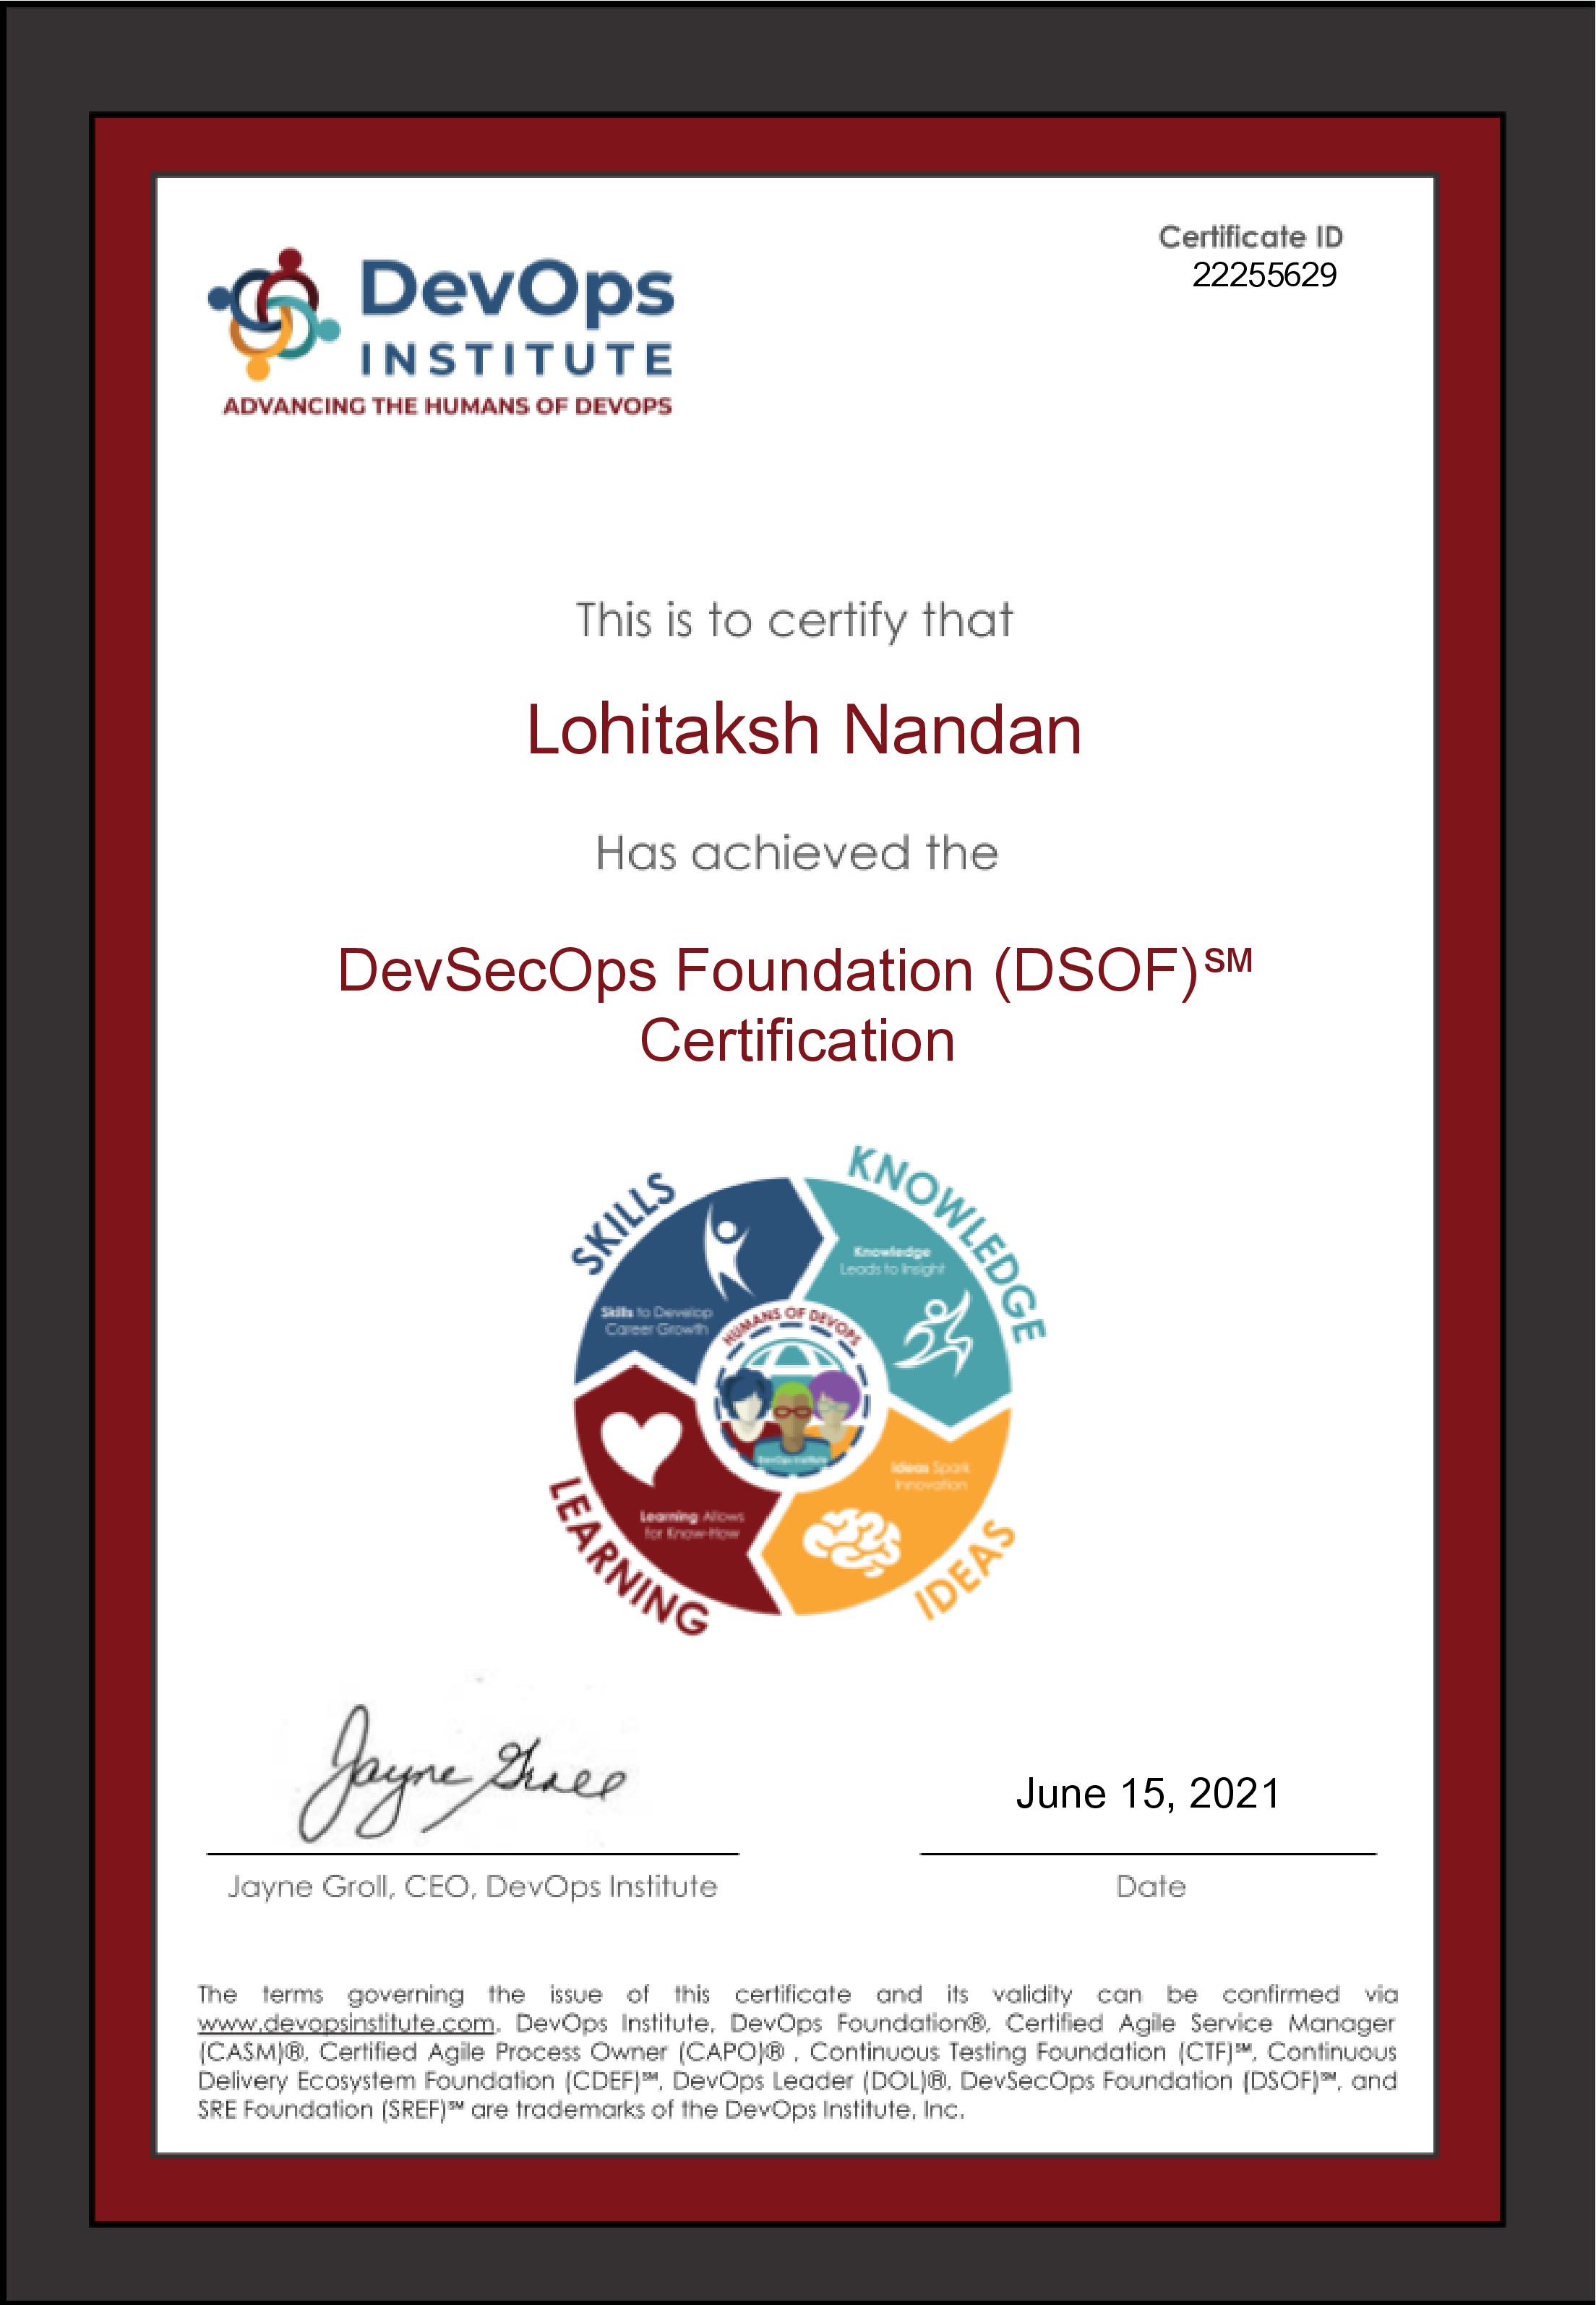 Certificate ID
22255629
DevOps
INSTITUTE
ADVANCING THE HUMANS OF DEVOPS
This is to certify that
Lohitaksh Nandan
Has achieved the
DevSecOps Foundation (DSOF)℠
Certification
SKILLS
KNOWLEDGE
Knowledge
Leads to Insight
Skills to Develop
Career Growth
HUMANS OF DEVOPS
DevOps Institute
Ideas Spark
Innovation
Learning Allows
for Know-How
LEARNING
IDEAS
Jayne Groll
June 15, 2021
Jayne Groll, CEO, DevOps Institute
Date
The terms governing the issue of this certificate and its validity can be confirmed via
www.devopsinstitute.com. DevOps Institute, DevOps Foundation®, Certified Agile Service Manager
(CASM)®, Certified Agile Process Owner (CAPO)® , Continuous Testing Foundation (CTF)℠, Continuous
Delivery Ecosystem Foundation (CDEF)℠, DevOps Leader (DOL)®, DevSecOps Foundation (DSOF)℠, and
SRE Foundation (SREF)℠ are trademarks of the DevOps Institute, Inc.